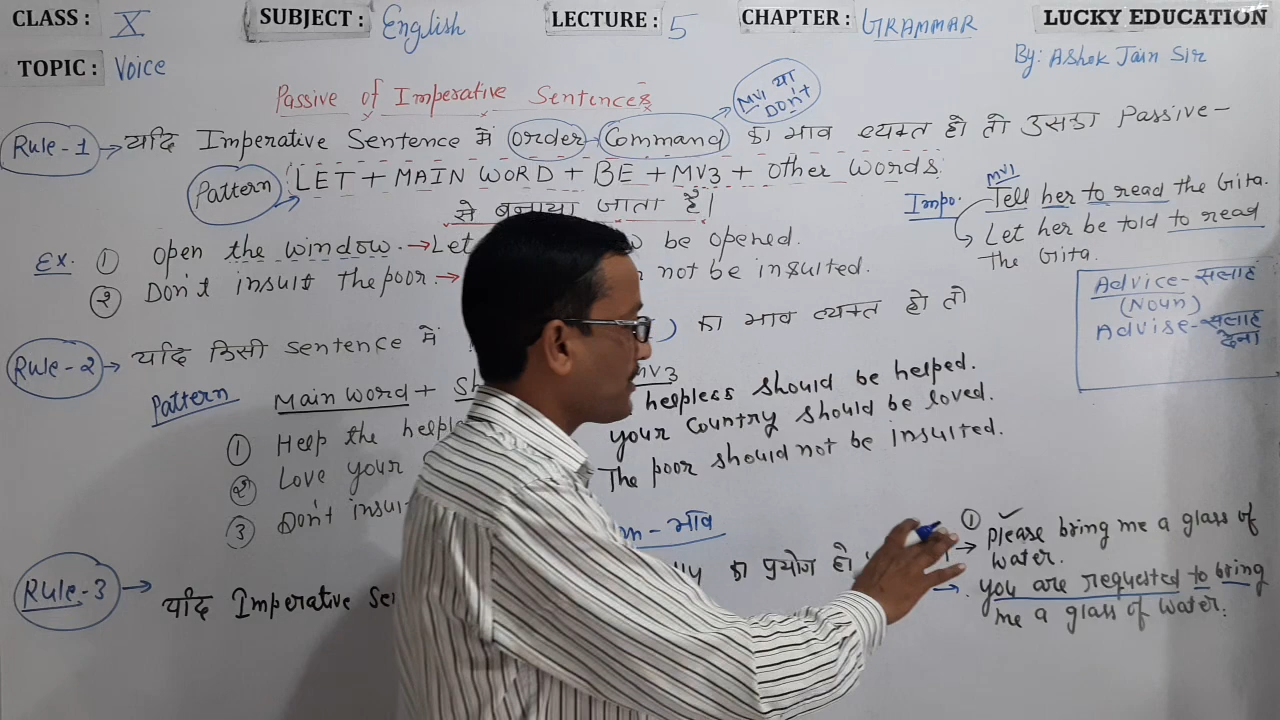 CLASS : X SUBJECT : English LECTURE : 5 CHAPTER : GRAMMAR LUCKY EDUCATION
TOPIC : Voice By: Ashok Jain Sir
Passive of Imperative Sentences
MV1 या Don't
Rule-1 → यदि Imperative Sentence में Order Command का भाव व्यक्त हो तो उसका Passive -
Pattern LET + MAIN WORD + BE + MV3 + other words
से बनाया जाता है।
Impo. MV1
Tell her to read the Gita.
Let her be told to read
the Gita.
Ex. ① Open the window. → Let be opened.
② Don't insult the poor. → not be insulted.
Advice - सलाह
(Noun)
Advise - सलाह
देना
Rule-2 → यदि किसी sentence में ) का भाव व्यक्त हो तो
Pattern Main word + MV3
① Help the helpless should be helped.
② Love your your country should be loved.
③ Don't The poor should not be insulted.
भाव
Rule-3 → यदि Imperative का प्रयोग हो
① → Please bring me a glass of
water.
→ You are requested to bring
me a glass of water.